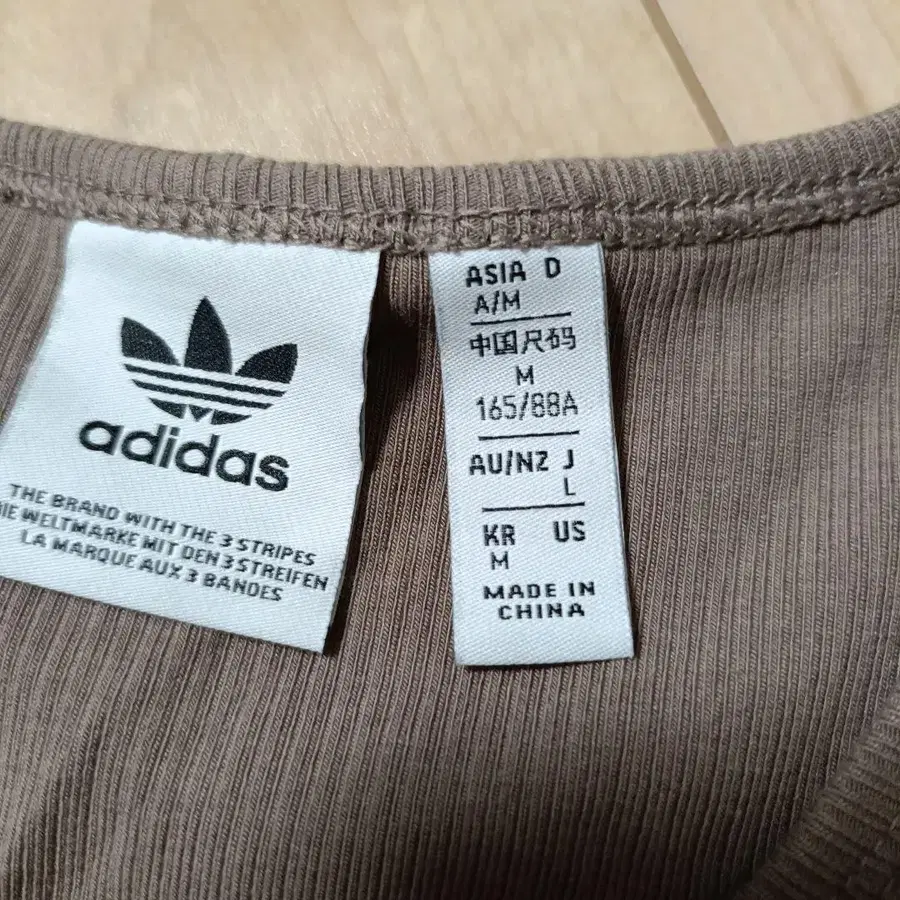 adidas
THE BRAND WITH THE 3 STRIPES
DIE WELTMARKE MIT DEN 3 STREIFEN
LA MARQUE AUX 3 BANDES
ASIA D
A/M
中国尺码
M
165/88A
AU/NZ J
L
KR US
M
MADE IN
CHINA